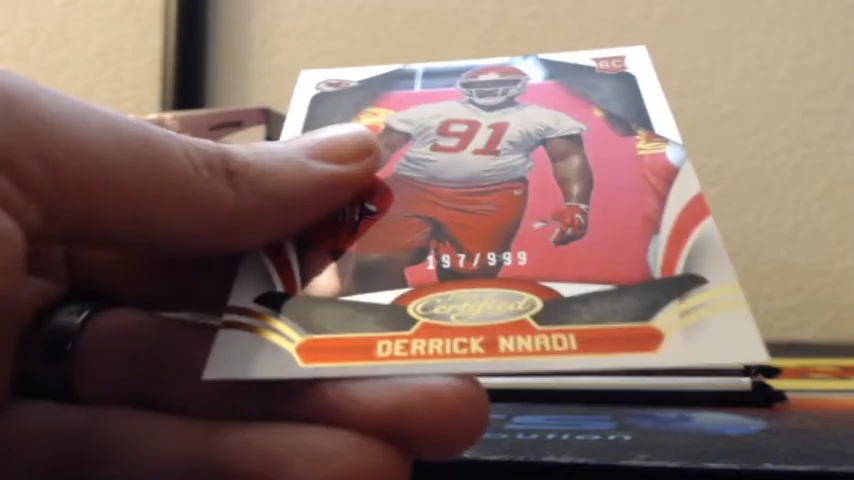 RC
91
197/999
Certified
DERRICK NNADI